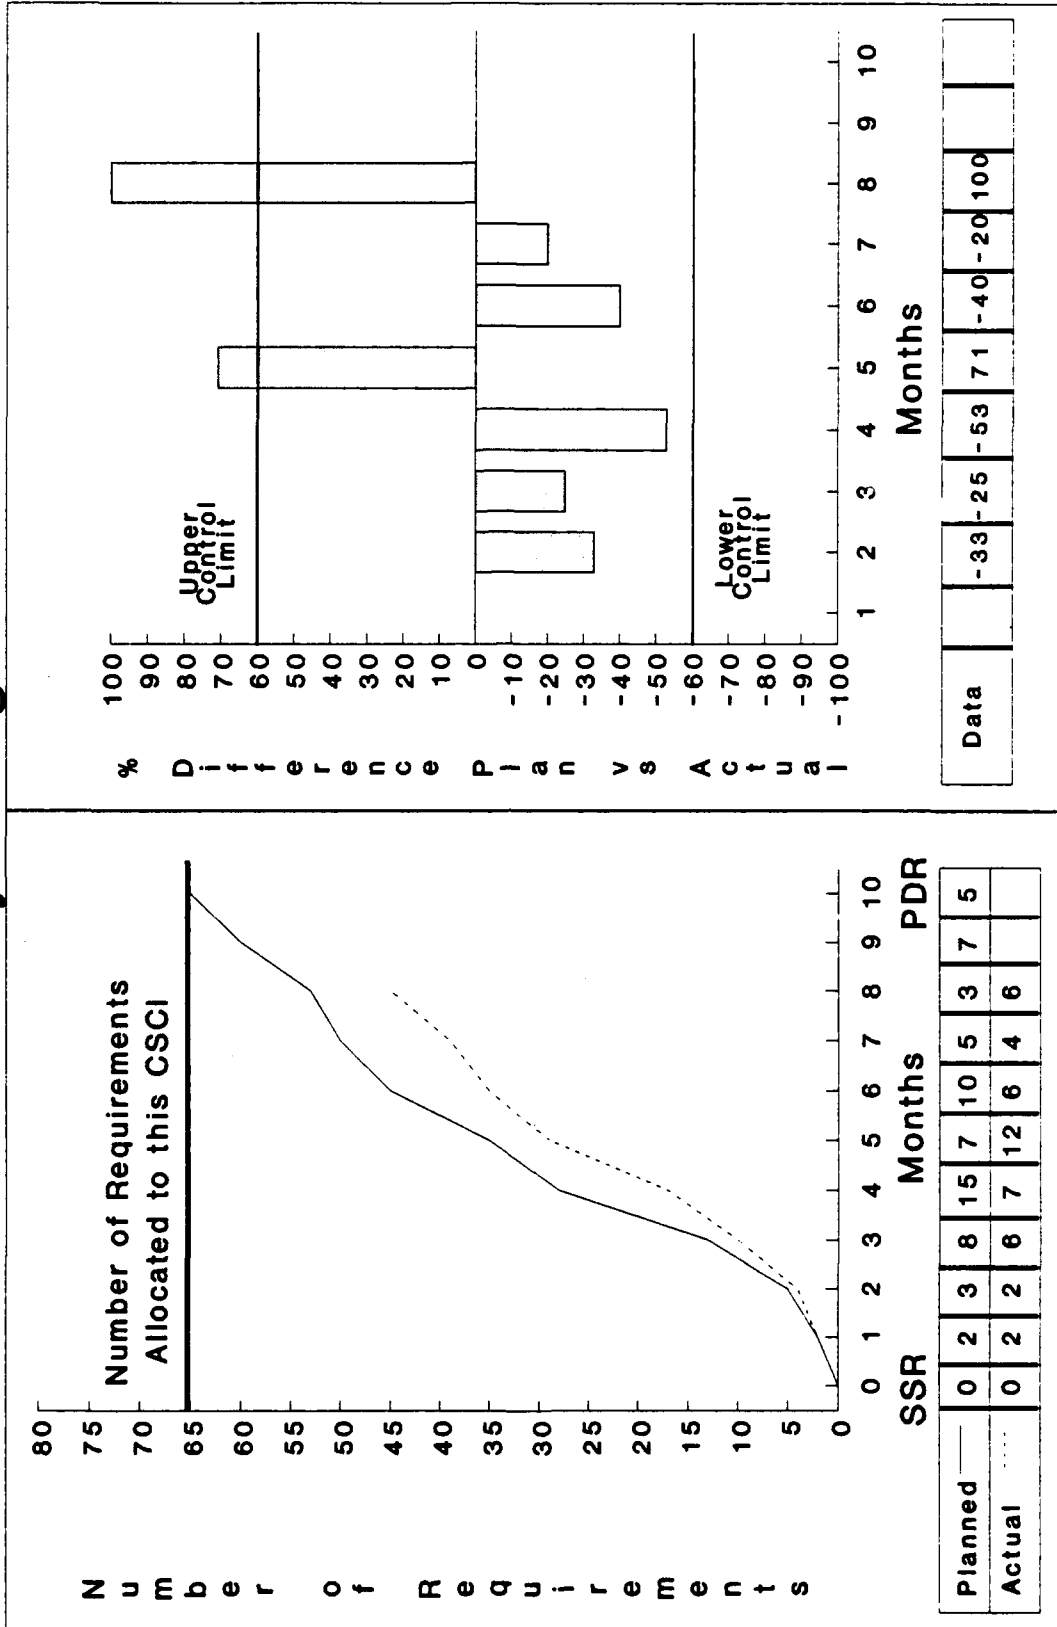 Number of Requirements
80
75
70
65
60
55
50
45
40
35
30
25
20
15
10
5
0
Number of Requirements
Allocated to this CSCI
0 1 2 3 4 5 6 7 8 9 10
SSR Months PDR
Planned 0 2 3 8 15 7 10 5 3 7 5
Actual 0 2 2 6 7 12 6 4 6
% Difference Plan vs Actual
100
90
80
70
60
50
40
30
20
10
0
-10
-20
-30
-40
-50
-60
-70
-80
-90
-100
Upper
Control
Limit
Lower
Control
Limit
1 2 3 4 5 6 7 8 9 10
Months
Data -33 -25 -53 71 -40 -20 100